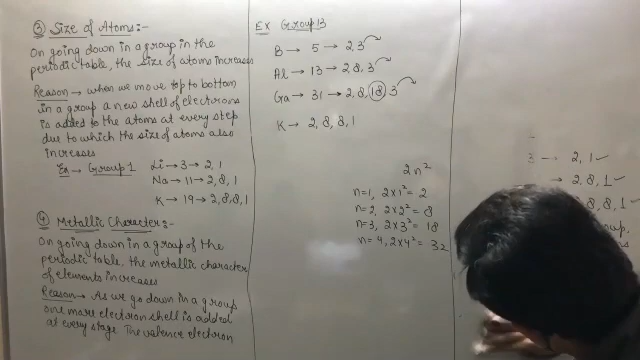 ③ Size of Atoms:-
On going down in a group in the
periodic table, the size of atoms increases
Reason → when we move top to bottom
in a group a new shell of electrons
is added to the atoms at every step
due to which the size of atoms also
increases
Ex → Group 1 Li → 3 → 2, 1
Na → 11 → 2, 8, 1
K → 19 → 2, 8, 8, 1
④ Metallic Character:-
On going down in a group of the
periodic table, the metallic character
of elements increases
Reason → As we go down in a group
one more electron shell is added
at every stage. The valence electron
EX Group 13
B → 5 → 2, 3
Al → 13 → 2, 8, 3
Ga → 31 → 2, 8, 18, 3
K → 2, 8, 8, 1
2n²
n=1, 2×1² = 2
n=2, 2×2² = 8
n=3, 2×3² = 18
n=4, 2×4² = 32
3 → 2, 1 ✓
→ 2, 8, 1 ✓
8, 8, 1 ✓